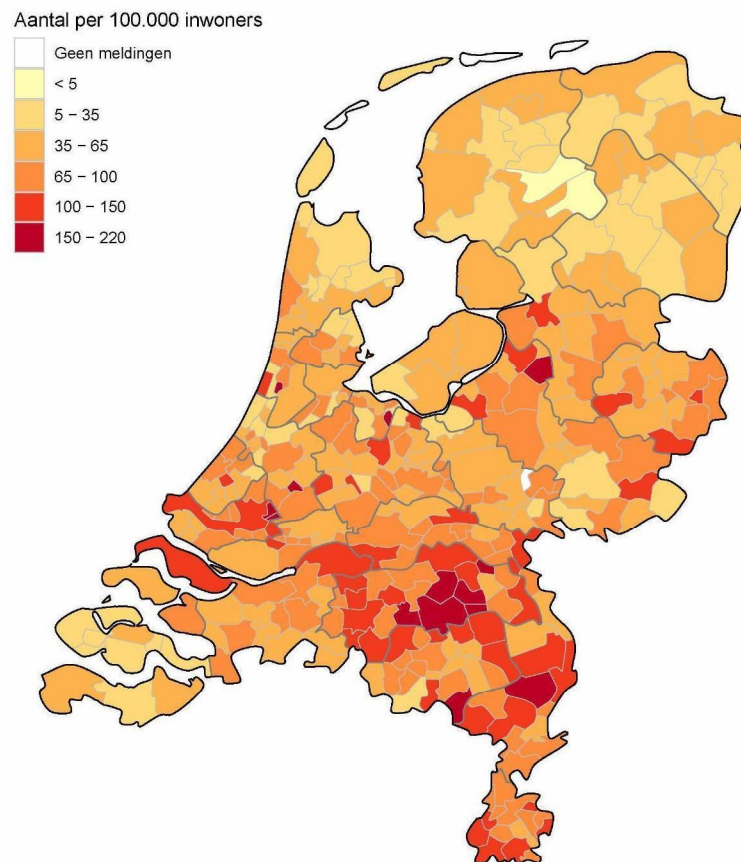 Aantal per 100.000 inwoners
Geen meldingen
< 5
5 – 35
35 – 65
65 – 100
100 – 150
150 – 220